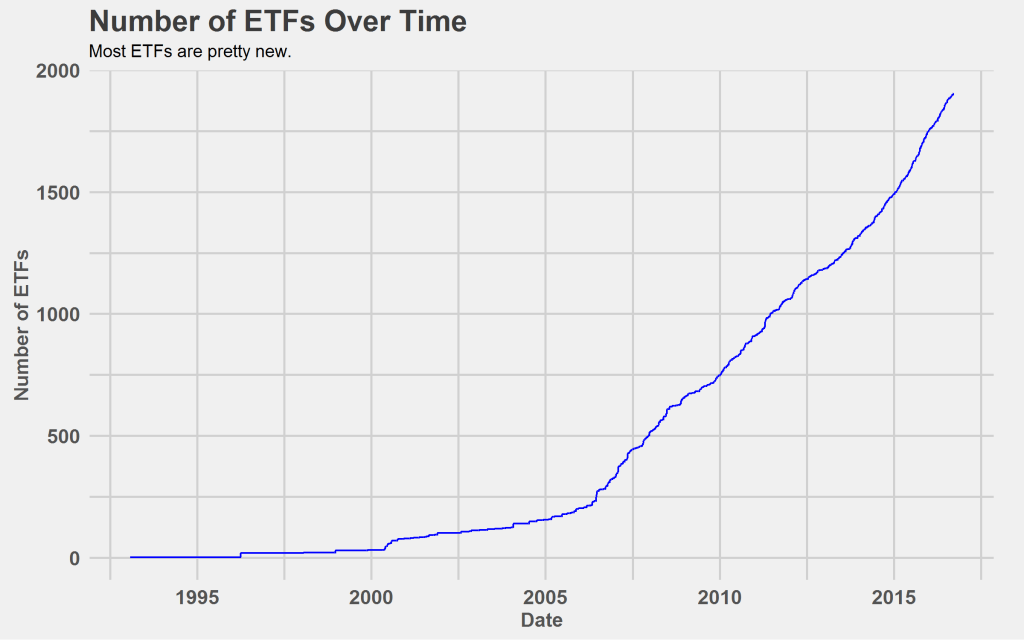 Number of ETFs Over Time
Most ETFs are pretty new.
2000
1500
1000
500
0
Number of ETFs
1995 2000 2005 2010 2015
Date